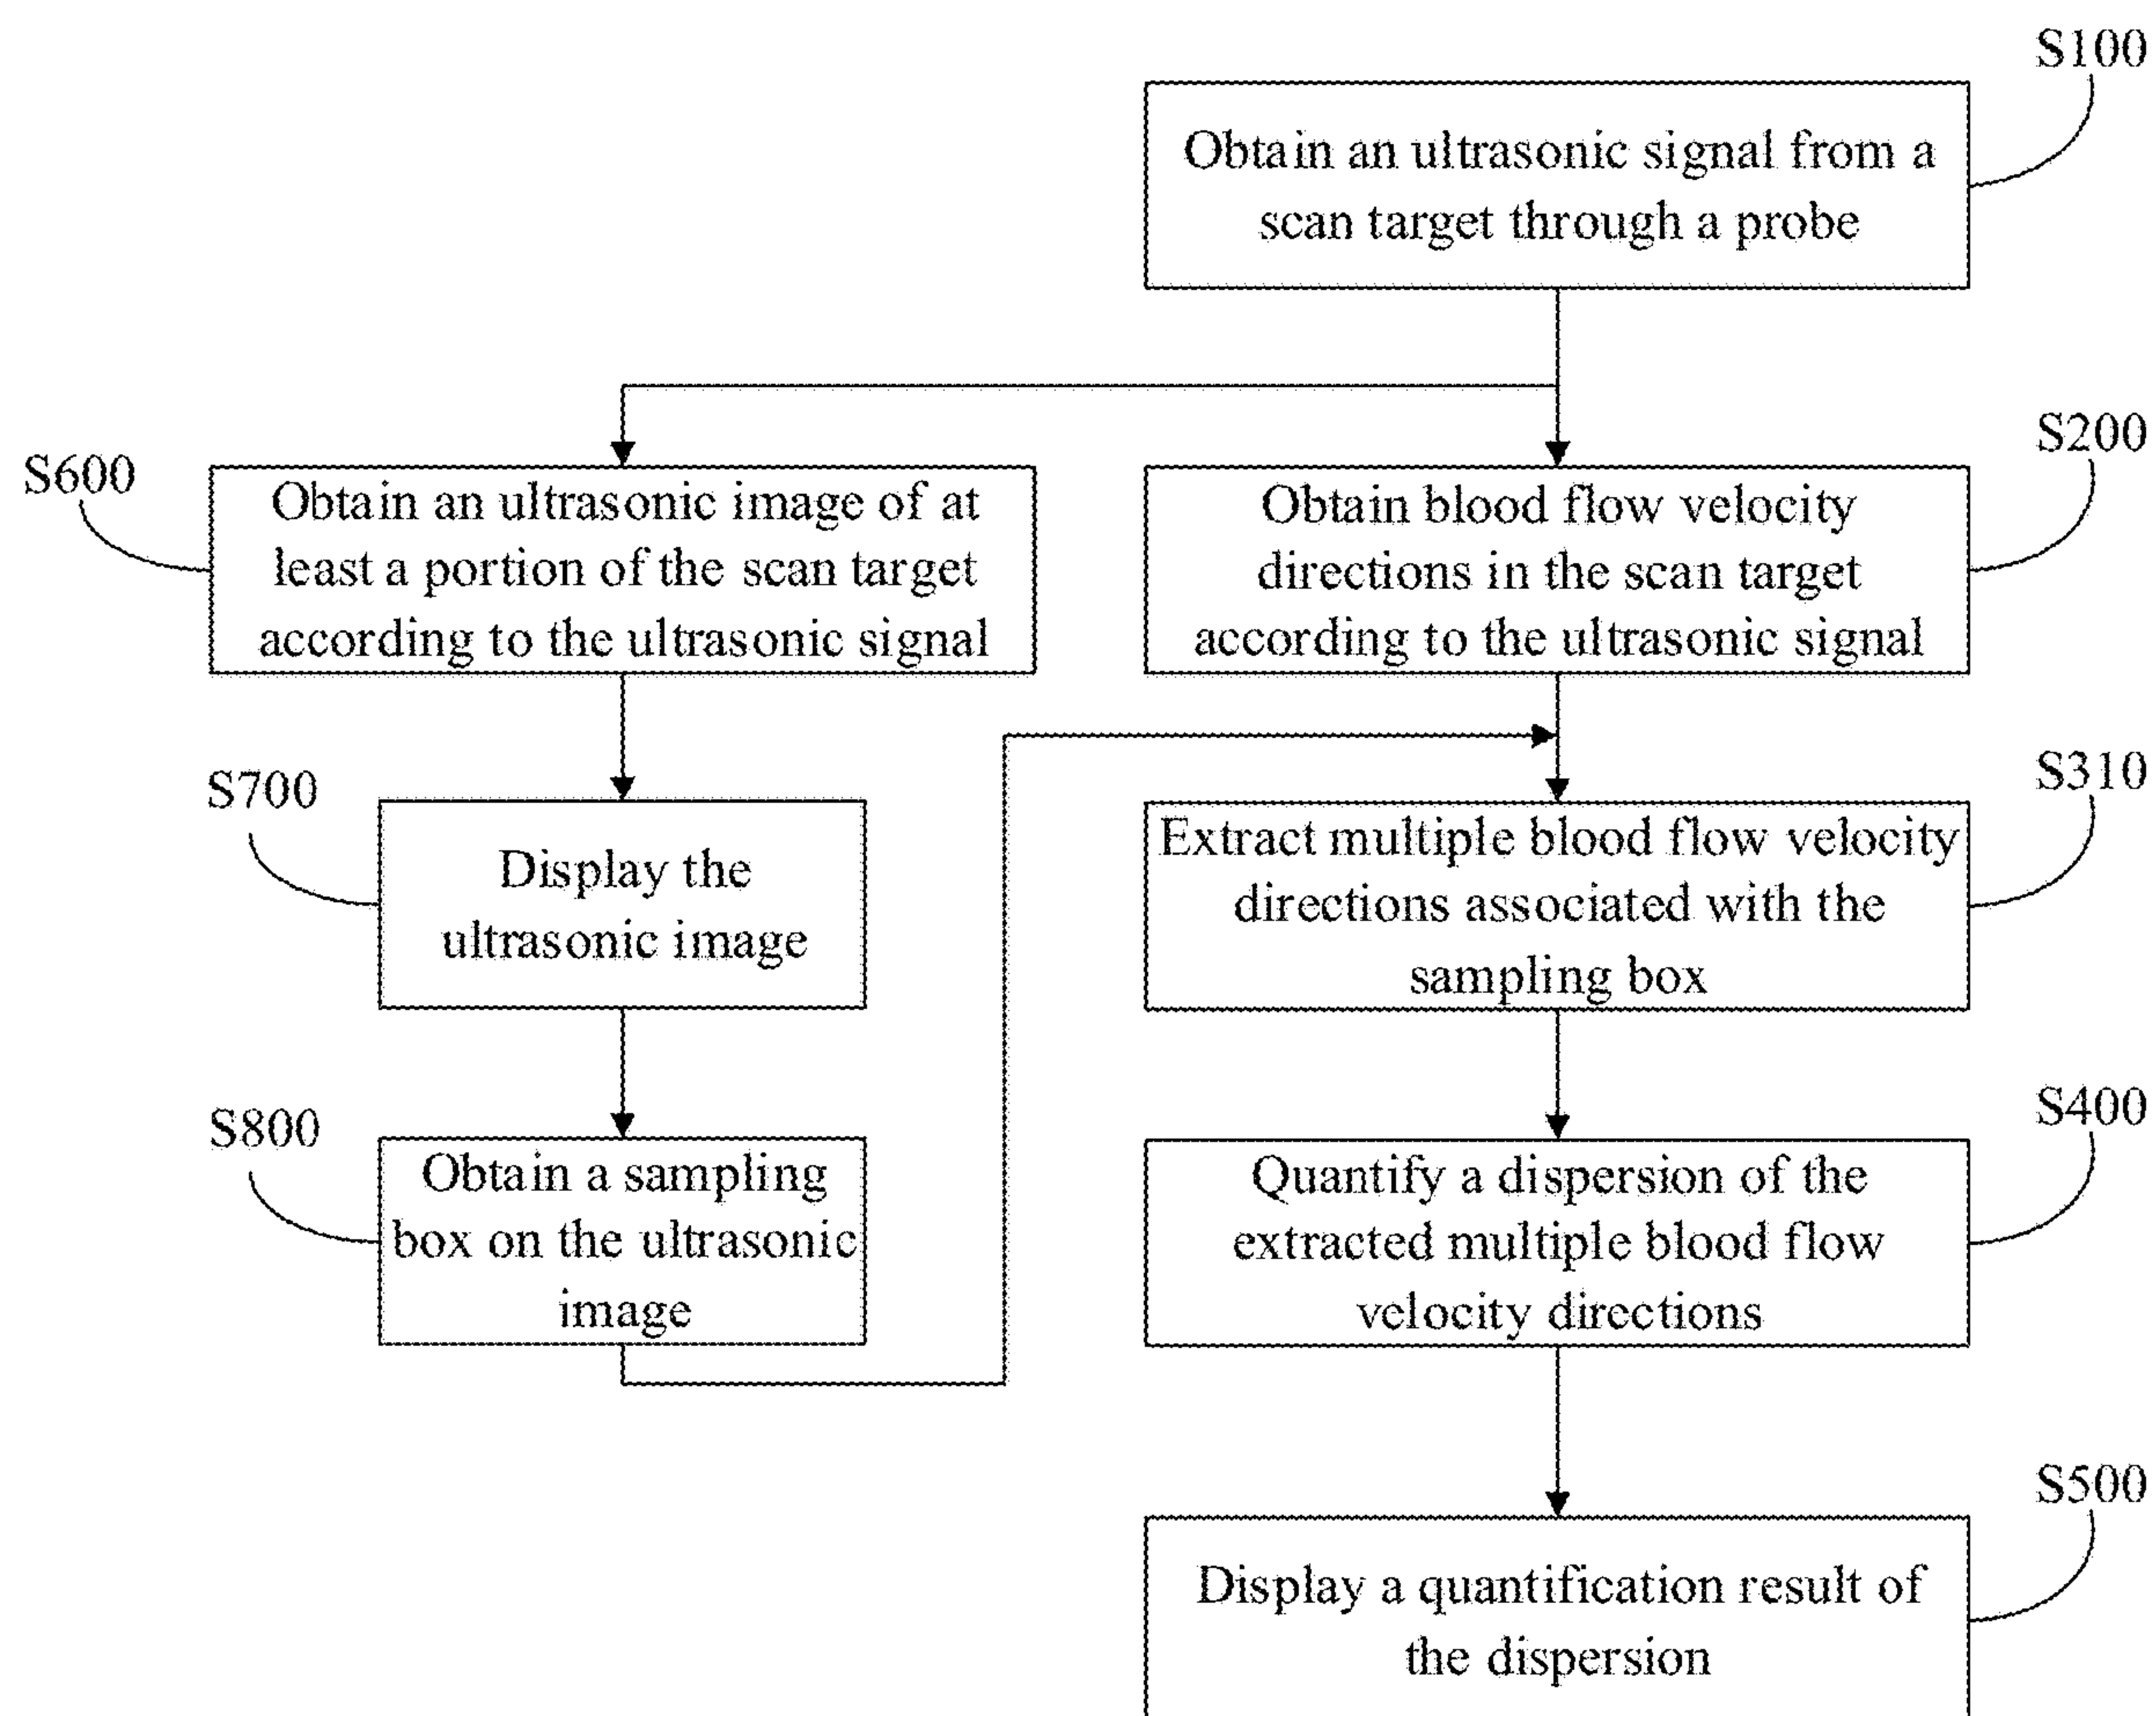 S100
Obtain an ultrasonic signal from a
scan target through a probe
S600
Obtain an ultrasonic image of at
least a portion of the scan target
according to the ultrasonic signal
S200
Obtain blood flow velocity
directions in the scan target
according to the ultrasonic signal
S700
Display the
ultrasonic image
S310
Extract multiple blood flow velocity
directions associated with the
sampling box
S800
Obtain a sampling
box on the ultrasonic
image
S400
Quantify a dispersion of the
extracted multiple blood flow
velocity directions
S500
Display a quantification result of
the dispersion